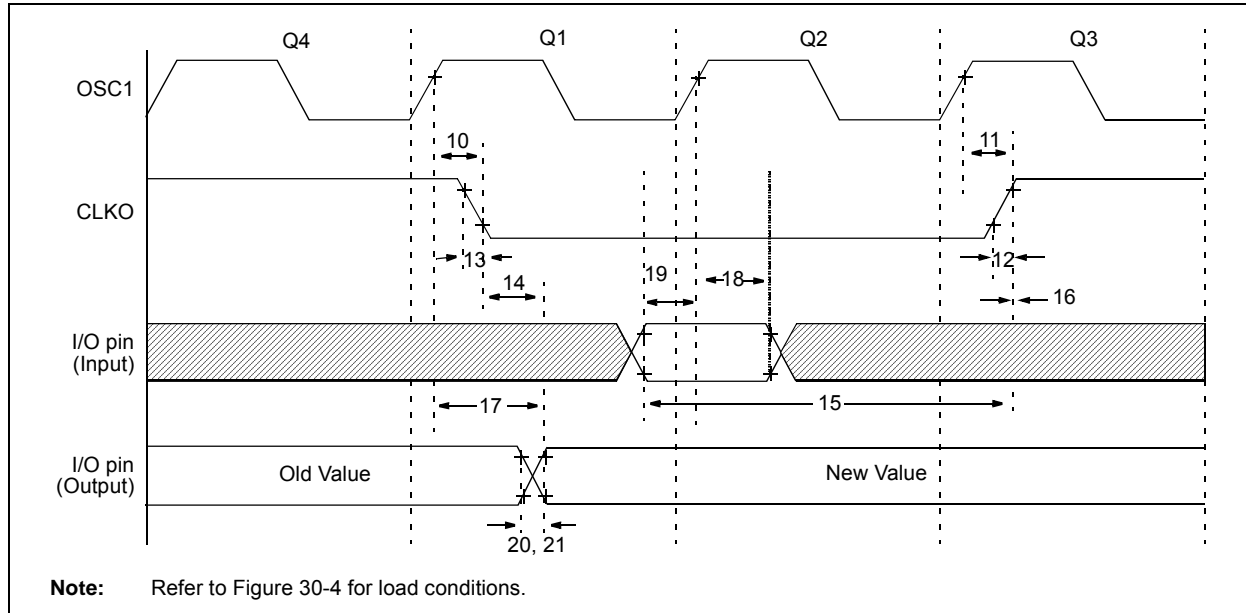 Q4 Q1 Q2 Q3
OSC1
10 11
CLKO
13 12
14 19 18 16
I/O pin
(Input)
17 15
I/O pin
(Output)
Old Value New Value
20, 21
Note: Refer to Figure 30-4 for load conditions.